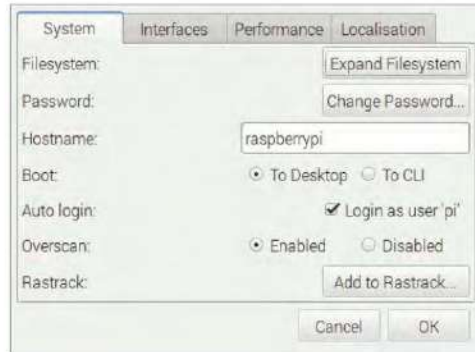 System Interfaces Performance Localisation
Filesystem: Expand Filesystem
Password: Change Password...
Hostname: raspberrypi
Boot: To Desktop To CLI
Auto login: Login as user 'pi'
Overscan: Enabled Disabled
Rastrack: Add to Rastrack...
Cancel OK